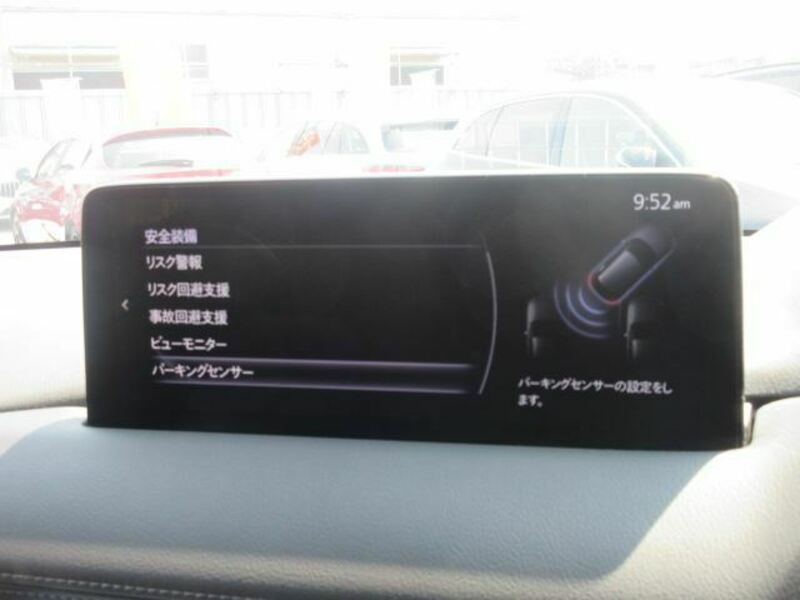 9:52am
安全装備
リスク警報
リスク回避支援
事故回避支援
ビューモニター
パーキングセンサー
パーキングセンサーの設定をし
ます。